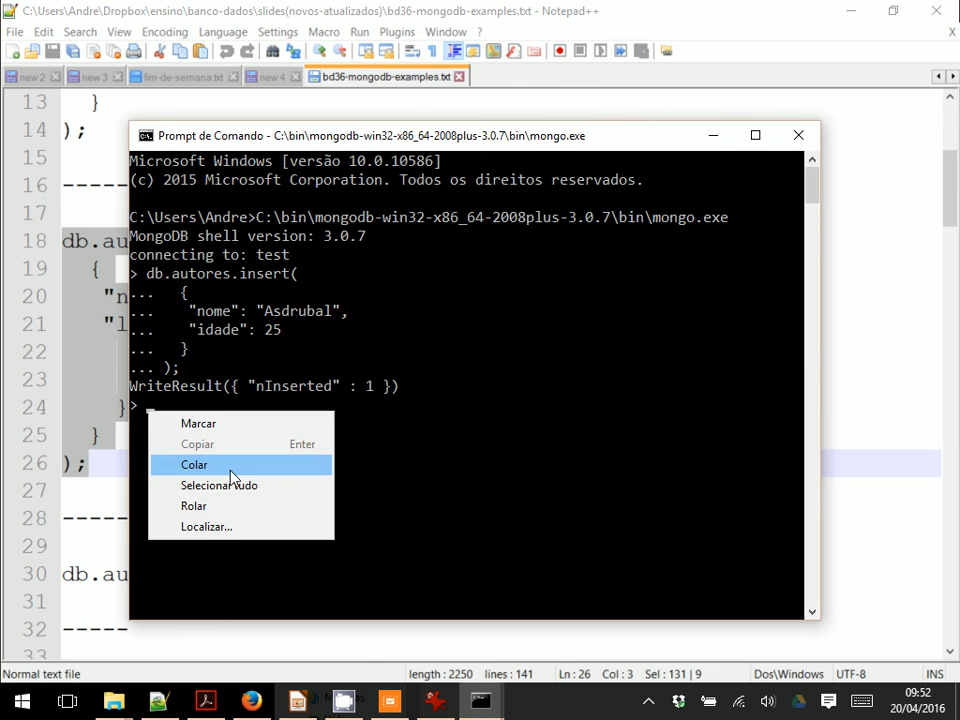 C:\Users\Andre\Dropbox\ensino\banco-dados\slides(novos-atualizados)\bd36-mongodb-examples.txt - Notepad++
File Edit Search View Encoding Language Settings Macro Run Plugins Window ? X
new 2 new 3 fim-de-semana.txt new 4 bd36-mongodb-examples.txt
13 }
14 );
15
16 -----
17
18 db.au
19 {
20 "n
21 "l
22
23
24 }
25 }
26 );
27
28 -----
29
30 db.au
31
32 -----
33
Prompt de Comando - C:\bin\mongodb-win32-x86_64-2008plus-3.0.7\bin\mongo.exe
Microsoft Windows [versão 10.0.10586]
(c) 2015 Microsoft Corporation. Todos os direitos reservados.
C:\Users\Andre>C:\bin\mongodb-win32-x86_64-2008plus-3.0.7\bin\mongo.exe
MongoDB shell version: 3.0.7
connecting to: test
> db.autores.insert(
... {
... "nome": "Asdrubal",
... "idade": 25
... }
... );
WriteResult({ "nInserted" : 1 })
>
Marcar
Copiar Enter
Colar
Selecionar tudo
Rolar
Localizar...
Normal text file length : 2250 lines : 141 Ln : 26 Col : 3 Sel : 131 | 9 Dos\Windows UTF-8 INS
09:52
20/04/2016